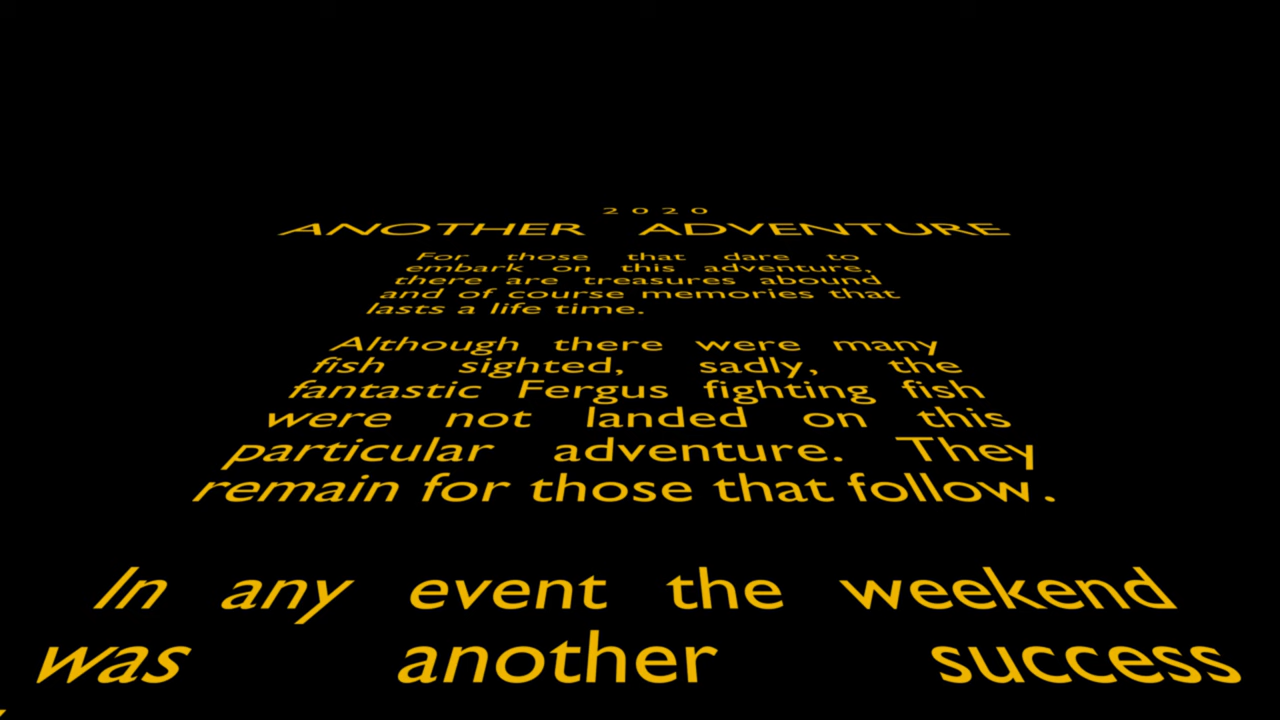 2020
ANOTHER ADVENTURE
For those that dare to
embark on this adventure,
there are treasures abound
and of course memories that
lasts a life time.
Although there were many
fish sighted, sadly, the
fantastic Fergus fighting fish
were not landed on this
particular adventure. They
remain for those that follow.
In any event the weekend
was another success